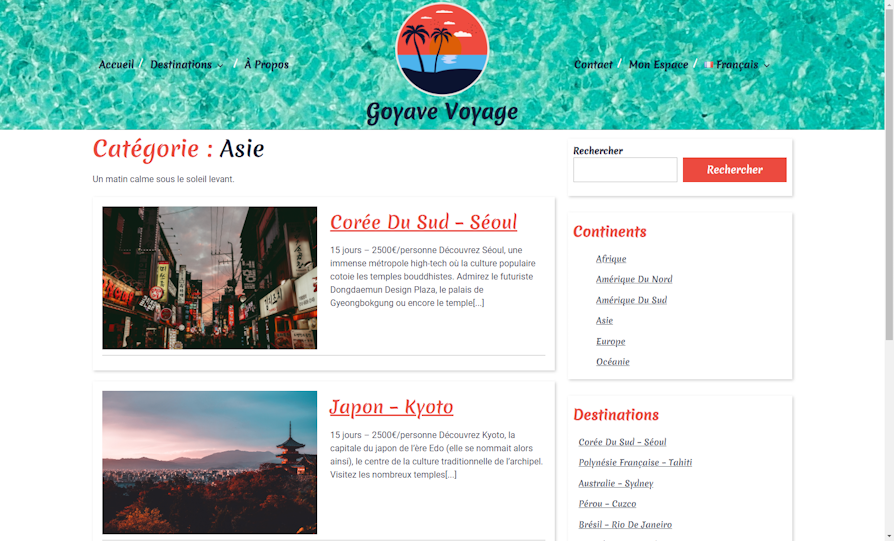 Accueil / Destinations / À Propos
Goyave Voyage
Contact / Mon Espace / Français
Catégorie : Asie
Un matin calme sous le soleil levant.
Corée Du Sud – Séoul
15 jours – 2500€/personne Découvrez Séoul, une
immense métropole high-tech où la culture populaire
cotoie les temples bouddhistes. Admirez le futuriste
Dongdaemun Design Plaza, le palais de
Gyeongbokgung ou encore le temple[...]
Japon – Kyoto
15 jours – 2500€/personne Découvrez Kyoto, la
capitale du japon de l'ère Edo (elle se nommait alors
ainsi), le centre de la culture traditionnelle de l'archipel.
Visitez les nombreux temples[...]
Rechercher
Rechercher
Continents
Afrique
Amérique Du Nord
Amérique Du Sud
Asie
Europe
Océanie
Destinations
Corée Du Sud – Séoul
Polynésie Française – Tahiti
Australie – Sydney
Pérou – Cuzco
Brésil – Rio De Janeiro